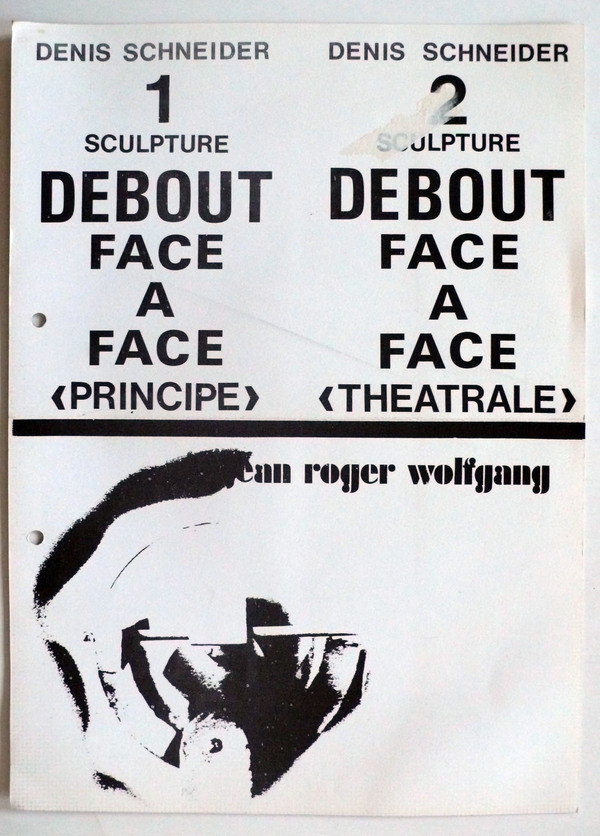 DENIS SCHNEIDER
1
SCULPTURE
DEBOUT
FACE
A
FACE
‹PRINCIPE›
DENIS SCHNEIDER
2
SCULPTURE
DEBOUT
FACE
A
FACE
‹THEATRALE›
ean roger wolfgang